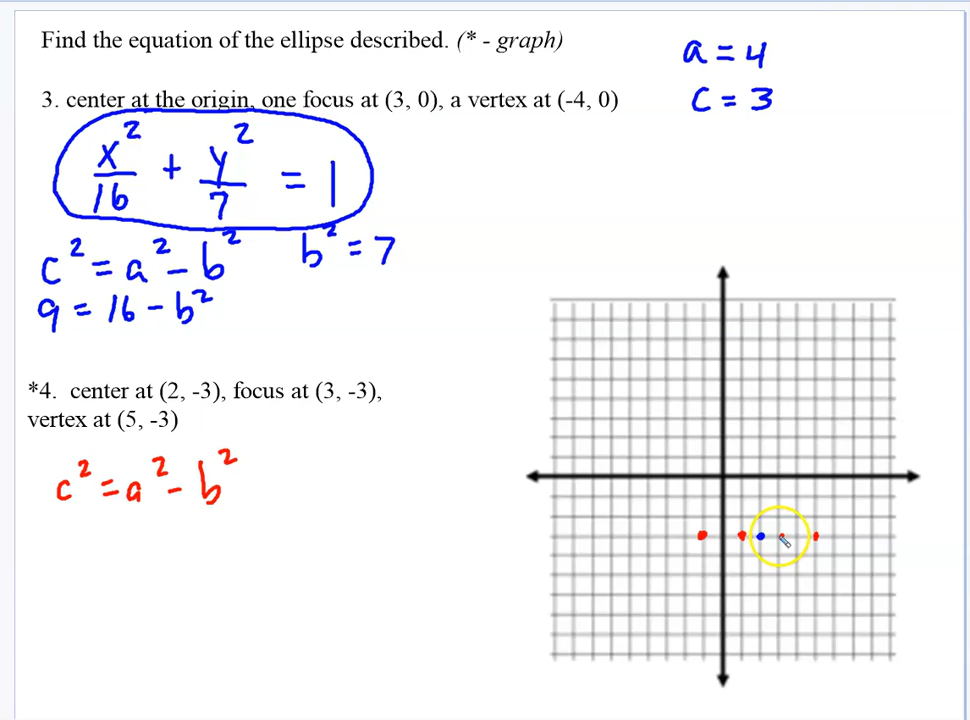 Find the equation of the ellipse described. (* - graph)
a = 4
3. center at the origin, one focus at (3, 0), a vertex at (-4, 0)
c = 3
x²/16 + y²/7 = 1
c² = a² - b²
b² = 7
9 = 16 - b²
*4. center at (2, -3), focus at (3, -3),
vertex at (5, -3)
c² = a² - b²